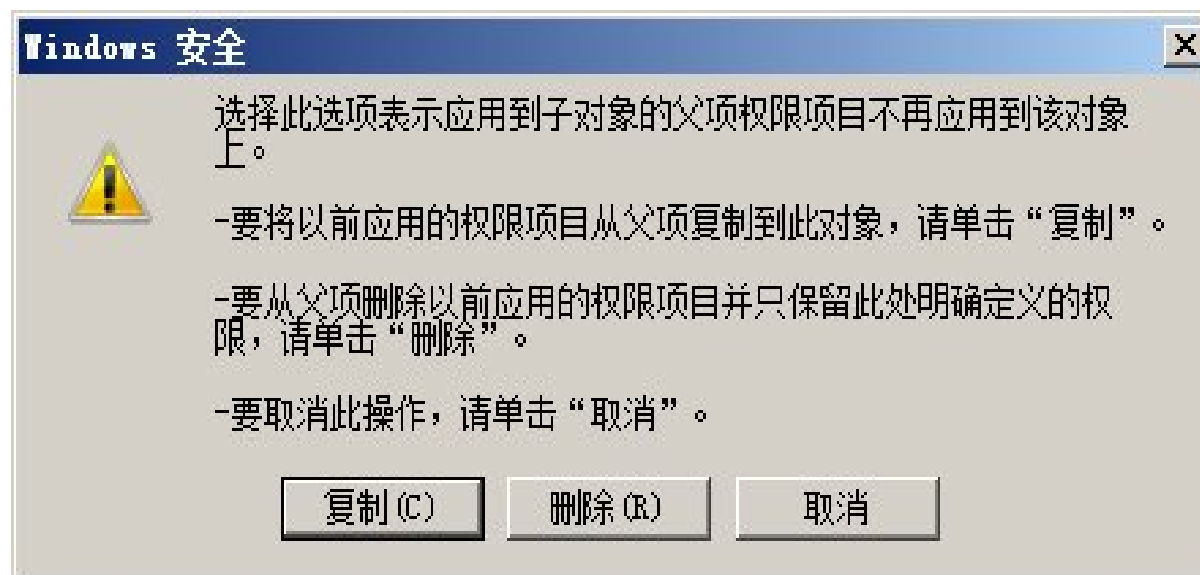 Windows 安全
选择此选项表示应用到子对象的父项权限项目不再应用到该对象
上。
-要将以前应用的权限项目从父项复制到此对象，请单击“复制”。
-要从父项删除以前应用的权限项目并只保留此处明确定义的权
限，请单击“删除”。
-要取消此操作，请单击“取消”。
复制(C) 删除(R) 取消